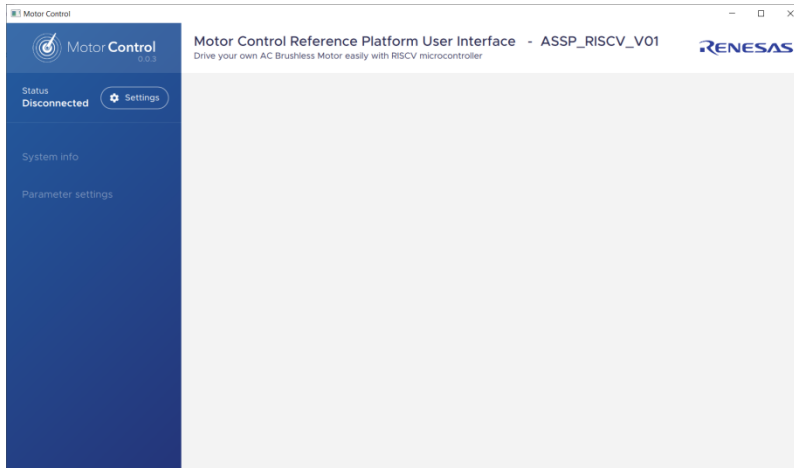 Motor Control
Motor Control
0.0.3
Motor Control Reference Platform User Interface - ASSP_RISCV_V01
Drive your own AC Brushless Motor easily with RISCV microcontroller
RENESAS
Status
Disconnected
Settings
System info
Parameter settings